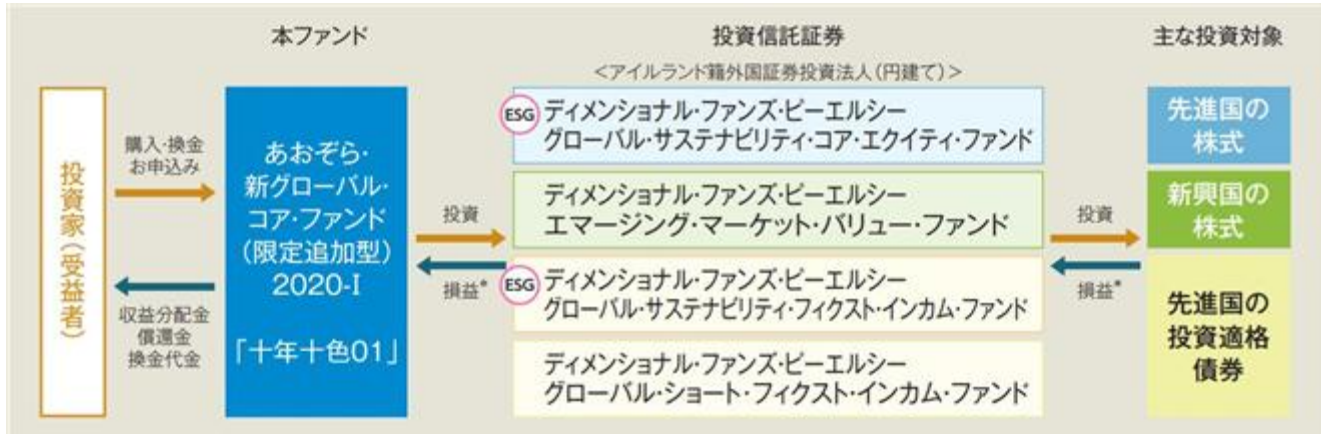 本ファンド
投資信託証券
主な投資対象
<アイルランド籍外国証券投資法人(円建て)>
投資家(受益者)
購入・換金
お申込み
収益分配金
償還金
換金代金
あおぞら・
新グローバル・
コア・ファンド
(限定追加型)
2020-I
「十年十色01」
投資
損益*
ESG
ディメンショナル・ファンズ・ピーエルシー
グローバル・サステナビリティ・コア・エクイティ・ファンド
ディメンショナル・ファンズ・ピーエルシー
エマージング・マーケット・バリュー・ファンド
ESG
ディメンショナル・ファンズ・ピーエルシー
グローバル・サステナビリティ・フィクスト・インカム・ファンド
ディメンショナル・ファンズ・ピーエルシー
グローバル・ショート・フィクスト・インカム・ファンド
投資
損益*
先進国の
株式
新興国の
株式
先進国の
投資適格
債券